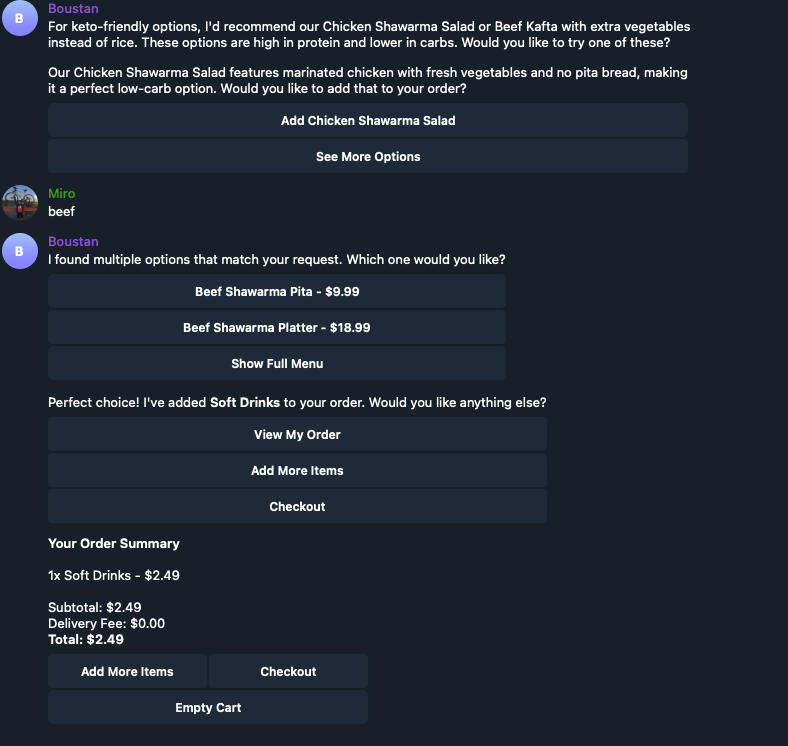 B
Boustan
For keto-friendly options, I'd recommend our Chicken Shawarma Salad or Beef Kafta with extra vegetables
instead of rice. These options are high in protein and lower in carbs. Would you like to try one of these?
Our Chicken Shawarma Salad features marinated chicken with fresh vegetables and no pita bread, making
it a perfect low-carb option. Would you like to add that to your order?
Add Chicken Shawarma Salad
See More Options
Miro
beef
B
Boustan
I found multiple options that match your request. Which one would you like?
Beef Shawarma Pita - $9.99
Beef Shawarma Platter - $18.99
Show Full Menu
Perfect choice! I've added Soft Drinks to your order. Would you like anything else?
View My Order
Add More Items
Checkout
Your Order Summary
1x Soft Drinks - $2.49
Subtotal: $2.49
Delivery Fee: $0.00
Total: $2.49
Add More Items
Checkout
Empty Cart